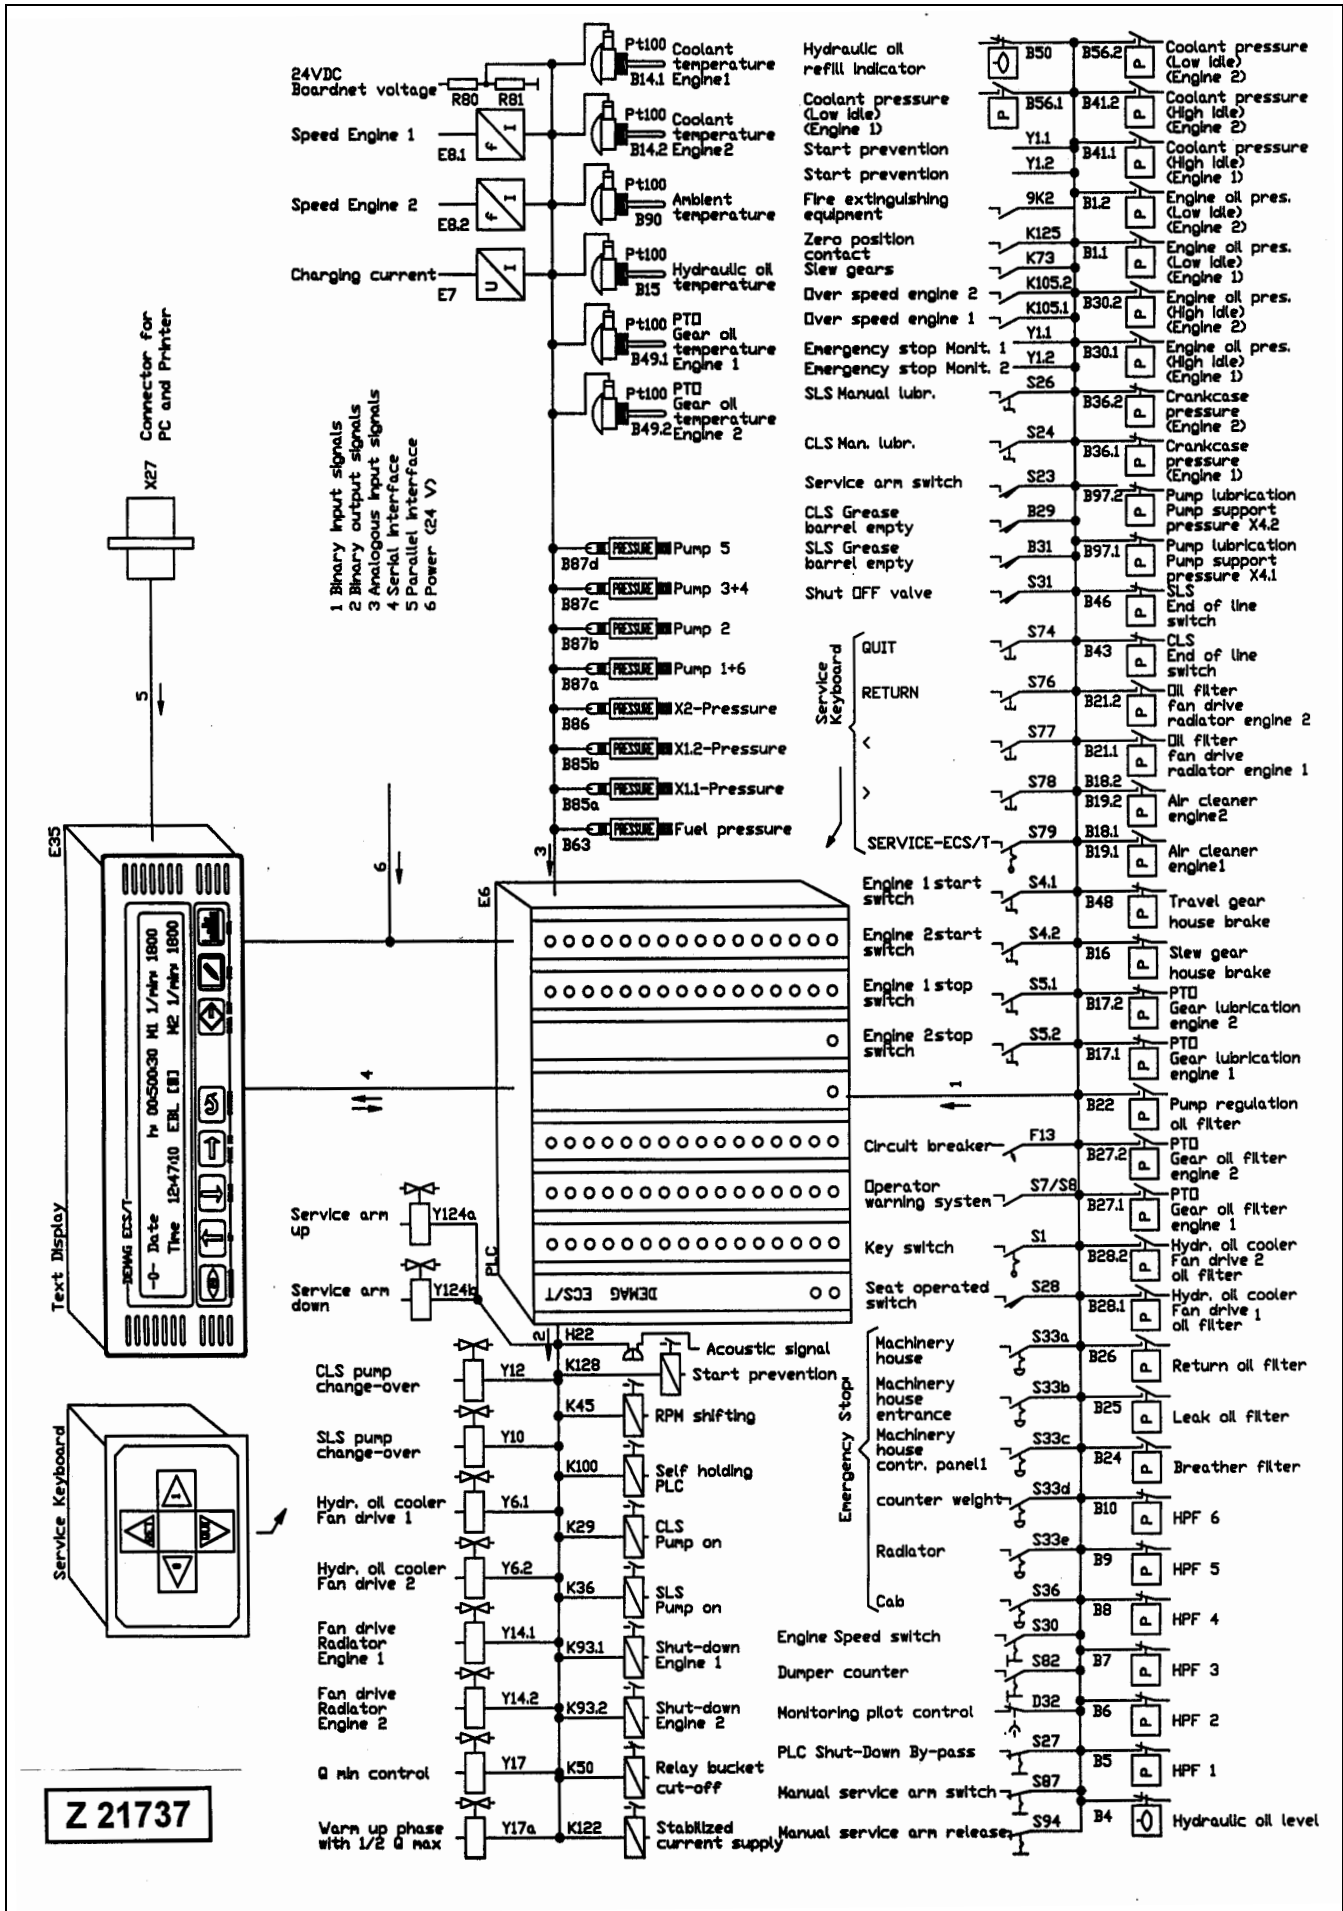 24VDC
Boardnet voltage
R80
R81
Speed Engine 1
E8.1
f
I
Speed Engine 2
E8.2
f
I
Charging current
E7
U
I
Pt100
B14.1
Coolant
temperature
Engine1
Pt100
B14.2
Coolant
temperature
Engine2
Pt100
B90
Ambient
temperature
Pt100
B15
Hydraulic oil
temperature
Pt100
B49.1
PTO
Gear oil
temperature
Engine 1
Pt100
B49.2
PTO
Gear oil
temperature
Engine 2
B87d
PRESSURE
Pump 5
B87c
PRESSURE
Pump 3+4
B87b
PRESSURE
Pump 2
B87a
PRESSURE
Pump 1+6
B86
PRESSURE
X2-Pressure
B85b
PRESSURE
X1.2-Pressure
B85a
PRESSURE
X1.1-Pressure
B63
PRESSURE
Fuel pressure
3
X27 Connector for
PC and Printer
5
1 Binary input signals
2 Binary output signals
3 Analogous input signals
4 Serial Interface
5 Parallel Interface
6 Power (24 V)
6
E35
Text Display
DEMAG ECS/T
-O- Date h: 00500:30 M1 1/min: 1800
Time 12:47:10 EBL [8] M2 1/min: 1800
4
E6
PLC
DEMAG ECS/T
Service Keyboard
Z 21737
Service arm
up
Y124a
Service arm
down
Y124b
2
CLS pump
change-over
Y12
SLS pump
change-over
Y10
Hydr. oil cooler
Fan drive 1
Y6.1
Hydr. oil cooler
Fan drive 2
Y6.2
Fan drive
Radiator
Engine 1
Y14.1
Fan drive
Radiator
Engine 2
Y14.2
Q min control
Y17
Warm up phase
with 1/2 Q max
Y17a
H22
Acoustic signal
K128
Start prevention
K45
RPM shifting
K100
Self holding
PLC
K29
CLS
Pump on
K36
SLS
Pump on
K93.1
Shut-down
Engine 1
K93.2
Shut-down
Engine 2
K50
Relay bucket
cut-off
K122
Stabilized
current supply
Hydraulic oil
refill indicator
B50
Coolant pressure
(Low idle)
(Engine 1)
P
B56.1
Start prevention
Y1.1
Start prevention
Y1.2
Fire extinguishing
equipment
9K2
Zero position
contact
K125
Slew gears
K73
Over speed engine 2
K105.2
Over speed engine 1
K105.1
Emergency stop Monit. 1
Y1.1
Emergency stop Monit. 2
Y1.2
SLS Manual lubr.
S26
CLS Man. lubr.
S24
Service arm switch
S23
CLS Grease
barrel empty
B29
SLS Grease
barrel empty
B31
Shut OFF valve
S31
Service
Keyboard
QUIT
S74
RETURN
S76
<
S77
>
S78
SERVICE-ECS/T
S79
Engine 1 start
switch
S4.1
Engine 2start
switch
S4.2
Engine 1 stop
switch
S5.1
Engine 2stop
switch
S5.2
1
Circuit breaker
F13
Operator
warning system
S7/S8
Key switch
S1
Seat operated
switch
S28
Emergency Stop:
Machinery
house
S33a
Machinery
house
entrance
S33b
Machinery
house
contr. panel1
S33c
counter weight
S33d
Radiator
S33e
Cab
S36
Engine Speed switch
S30
Dumper counter
S82
Monitoring pilot control
D32
PLC Shut-Down By-pass
S27
Manual service arm switch
S87
Manual service arm release
S94
B56.2
P
Coolant pressure
(Low idle)
(Engine 2)
B41.2
P
Coolant pressure
(High idle)
(Engine 2)
B41.1
P
Coolant pressure
(High idle)
(Engine 1)
B1.2
P
Engine oil pres.
(Low idle)
(Engine 2)
B1.1
P
Engine oil pres.
(Low idle)
(Engine 1)
B30.2
P
Engine oil pres.
(High idle)
(Engine 2)
B30.1
P
Engine oil pres.
(High idle)
(Engine 1)
B36.2
P
Crankcase
pressure
(Engine 2)
B36.1
P
Crankcase
pressure
(Engine 1)
B97.2
P
Pump lubrication
Pump support
pressure X4.2
B97.1
P
Pump lubrication
Pump support
pressure X4.1
B46
P
SLS
End of line
switch
B43
P
CLS
End of line
switch
B21.2
P
Oil filter
fan drive
radiator engine 2
B21.1
P
Oil filter
fan drive
radiator engine 1
B18.2
B19.2
P
Air cleaner
engine2
B18.1
B19.1
P
Air cleaner
engine1
B48
P
Travel gear
house brake
B16
P
Slew gear
house brake
B17.2
P
PTO
Gear lubrication
engine 2
B17.1
P
PTO
Gear lubrication
engine 1
B22
P
Pump regulation
oil filter
B27.2
P
PTO
Gear oil filter
engine 2
B27.1
P
PTO
Gear oil filter
engine 1
B28.2
P
Hydr. oil cooler
Fan drive 2
oil filter
B28.1
P
Hydr. oil cooler
Fan drive 1
oil filter
B26
P
Return oil filter
B25
P
Leak oil filter
B24
P
Breather filter
B10
P
HPF 6
B9
P
HPF 5
B8
P
HPF 4
B7
P
HPF 3
B6
P
HPF 2
B5
P
HPF 1
B4
Hydraulic oil level